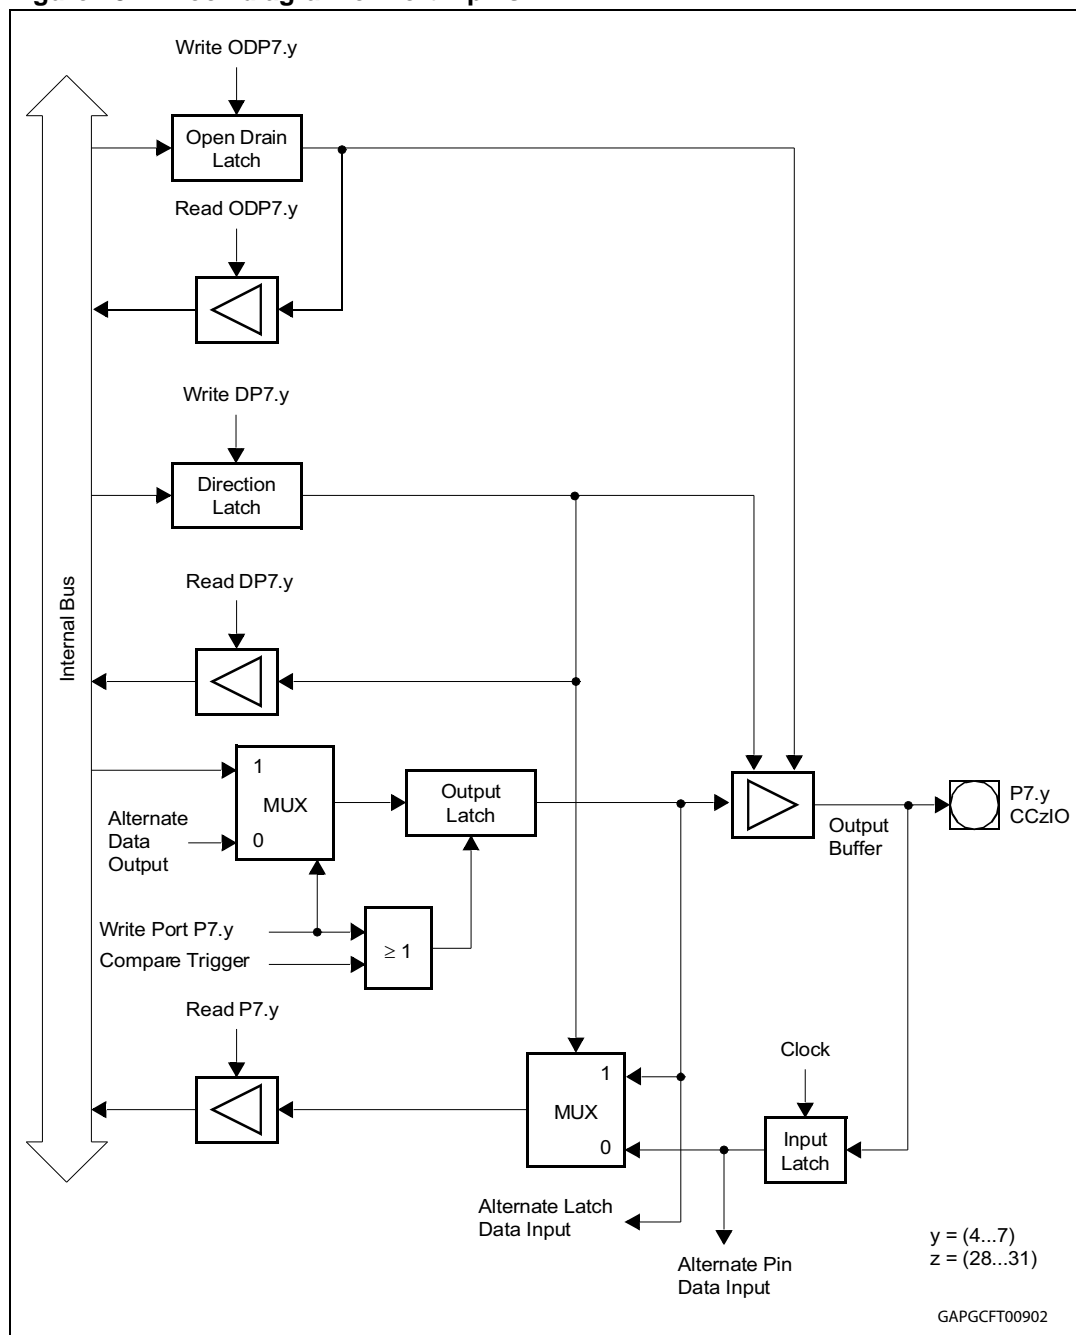 Write ODP7.y
Open Drain
Latch
Read ODP7.y
Write DP7.y
Direction
Latch
Read DP7.y
Internal Bus
1
MUX
0
Alternate
Data
Output
Output
Latch
Output
Buffer
P7.y
CCzIO
Write Port P7.y
Compare Trigger
≥ 1
Read P7.y
1
MUX
0
Clock
Input
Latch
Alternate Latch
Data Input
Alternate Pin
Data Input
y = (4...7)
z = (28...31)
GAPGCFT00902